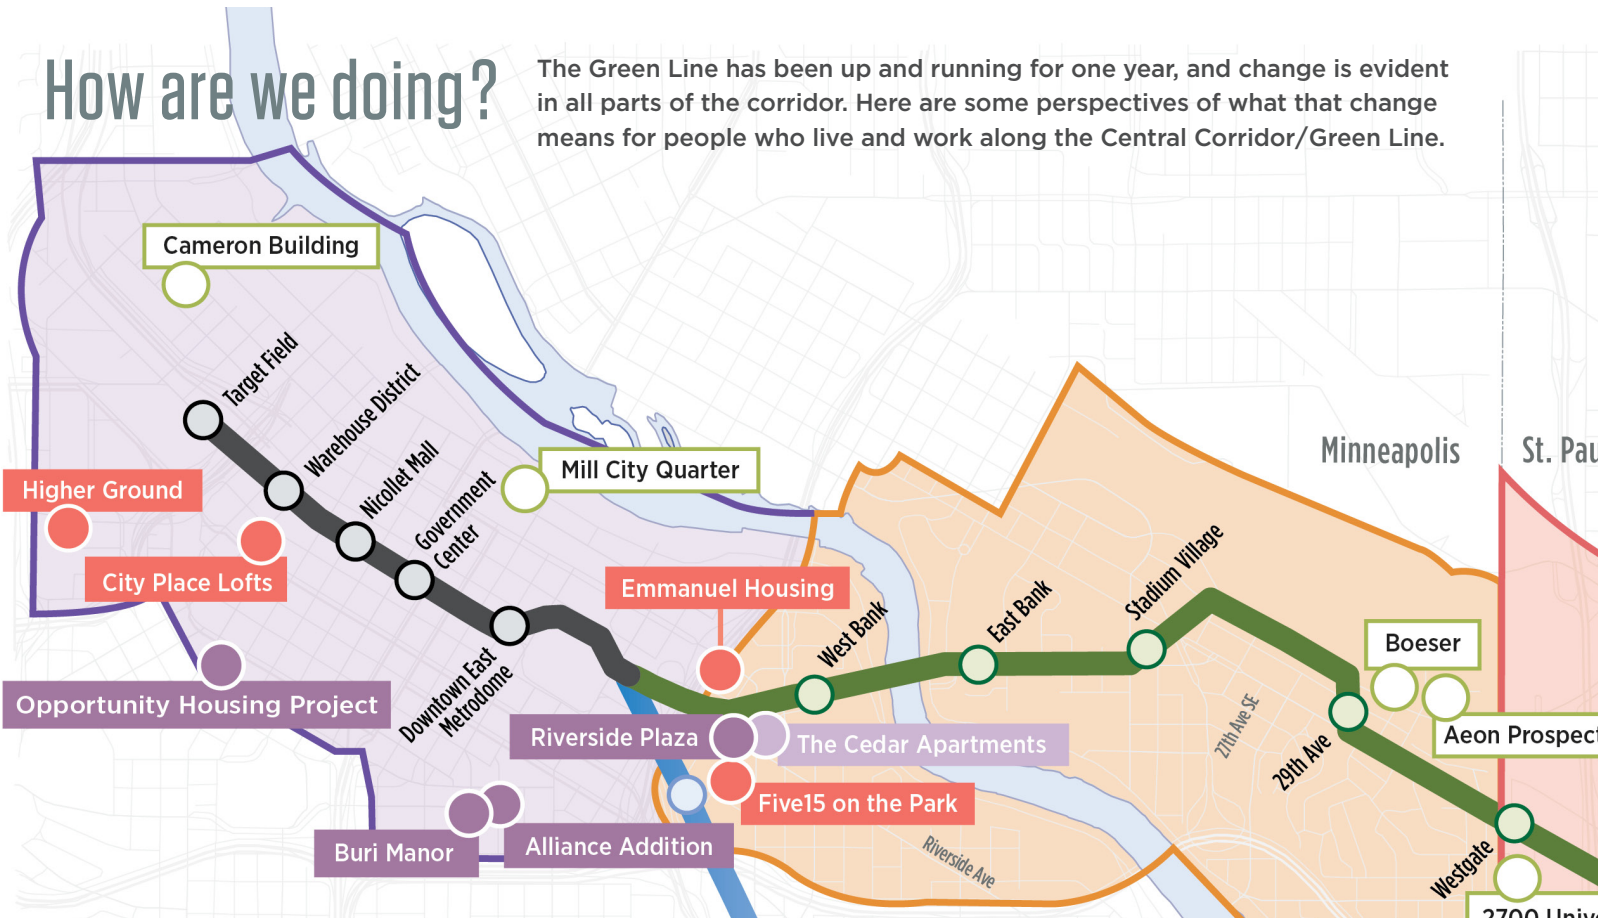 How are we doing?
The Green Line has been up and running for one year, and change is evident
in all parts of the corridor. Here are some perspectives of what that change
means for people who live and work along the Central Corridor/Green Line.
Cameron Building
Target Field
Warehouse District
Nicollet Mall
Government
Center
Mill City Quarter
Minneapolis
St. Pau
Higher Ground
City Place Lofts
Emmanuel Housing
West Bank
East Bank
Stadium Village
Boeser
Opportunity Housing Project
Downtown East
Metrodome
Riverside Plaza
The Cedar Apartments
27th Ave SE
29th Ave
Aeon Prospect
Five15 on the Park
Buri Manor
Alliance Addition
Riverside Ave
Westgate
2700 Unive